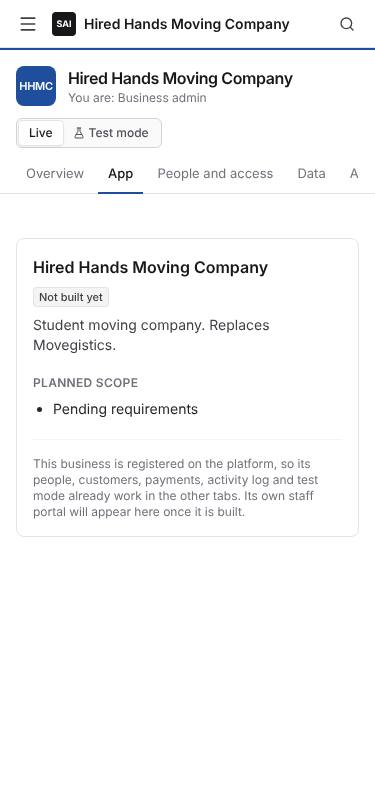 SAI Hired Hands Moving Company
HHMC
Hired Hands Moving Company
You are: Business admin
Live
Test mode
Overview App People and access Data A
Hired Hands Moving Company
Not built yet
Student moving company. Replaces
Movegistics.
PLANNED SCOPE
• Pending requirements
This business is registered on the platform, so its
people, customers, payments, activity log and test
mode already work in the other tabs. Its own staff
portal will appear here once it is built.